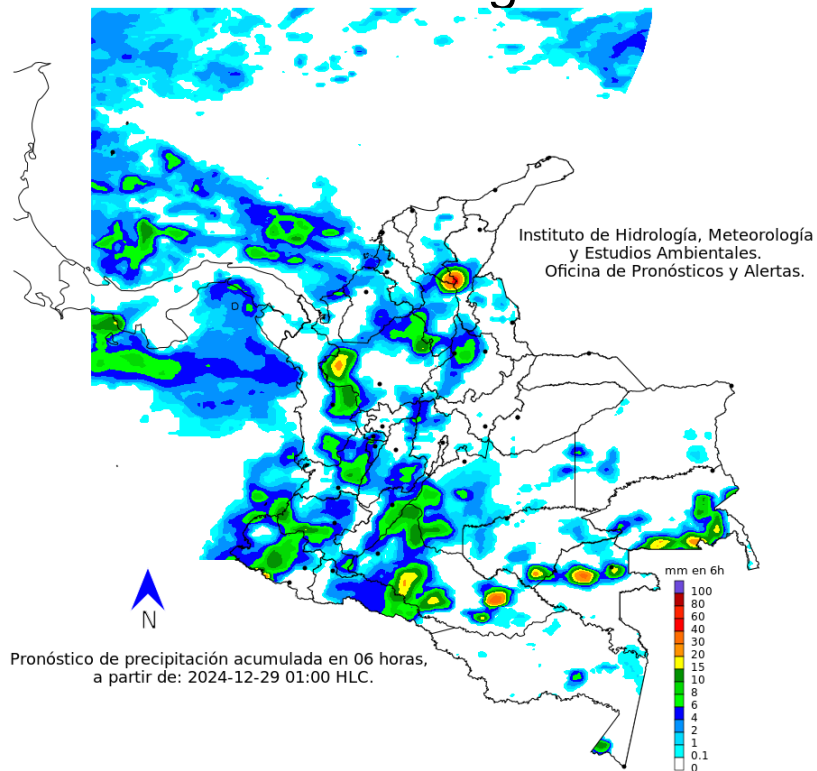 Instituto de Hidrología, Meteorología
y Estudios Ambientales.
Oficina de Pronósticos y Alertas.
D
mm en 6h
100
80
60
40
30
20
15
10
8
6
4
2
1
0.1
0
N
Pronóstico de precipitación acumulada en 06 horas,
a partir de: 2024-12-29 01:00 HLC.